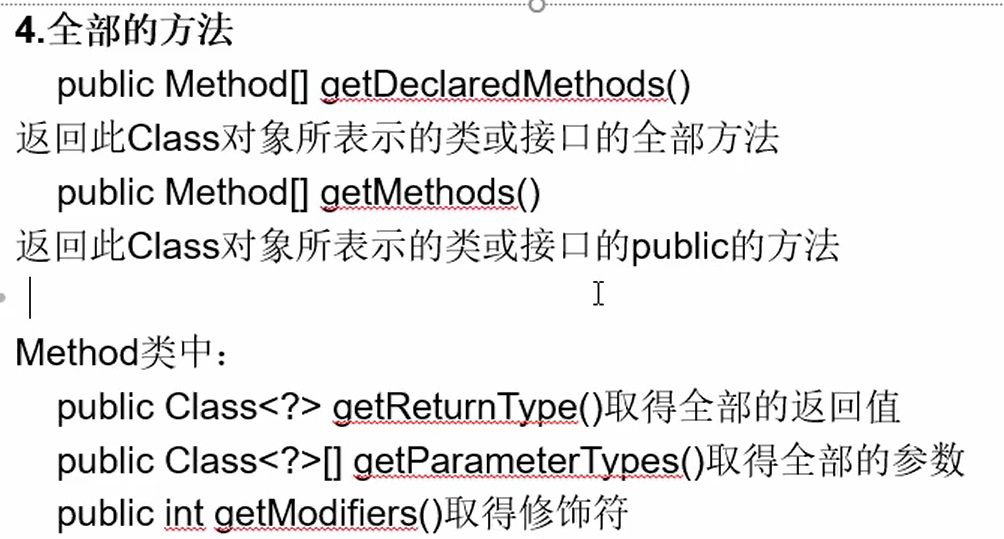 4.全部的方法
public Method[] getDeclaredMethods()
返回此Class对象所表示的类或接口的全部方法
public Method[] getMethods()
返回此Class对象所表示的类或接口的public的方法
Method类中：
public Class<?> getReturnType()取得全部的返回值
public Class<?>[] getParameterTypes()取得全部的参数
public int getModifiers()取得修饰符